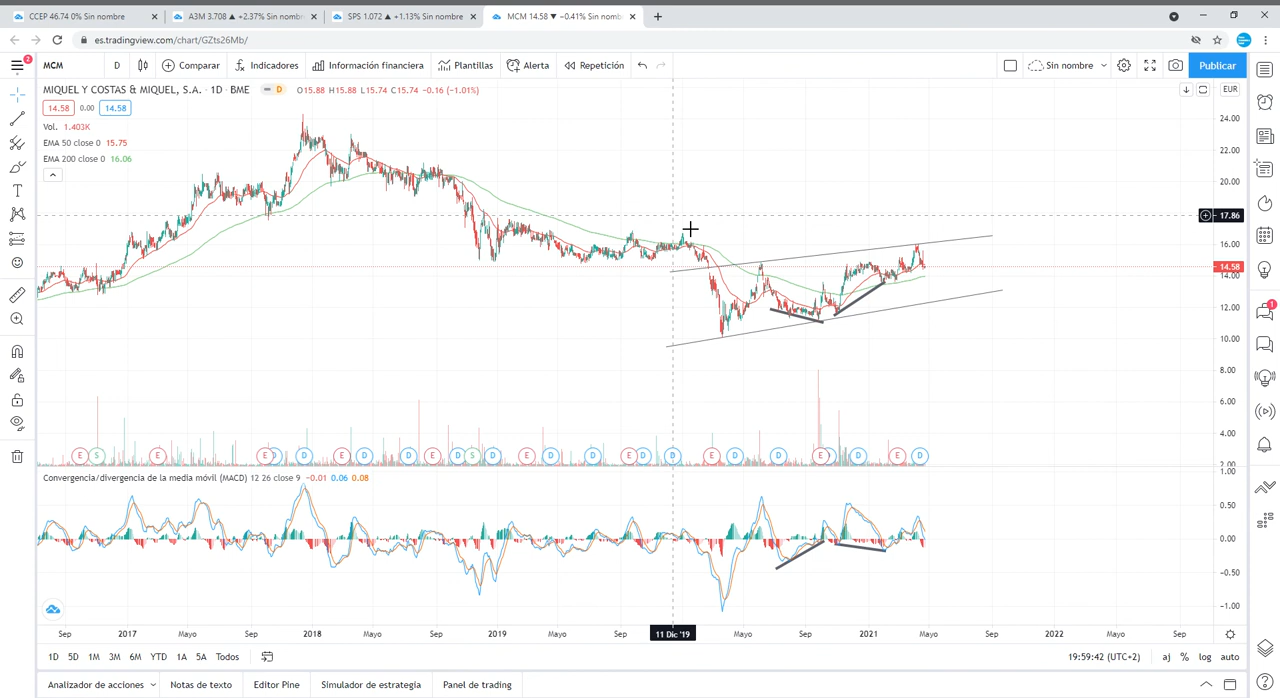 CCEP 46.74 0% Sin nombre
A3M 3.708 ▲ +2.37% Sin nombr
SPS 1.072 ▲ +1.13% Sin nombre
MCM 14.58 ▼ −0.41% Sin nomb
es.tradingview.com/chart/GZts26Mb/
2
MCM
D
Comparar
Indicadores
Información financiera
Plantillas
Alerta
Repetición
Sin nombre
Publicar
MIQUEL Y COSTAS & MIQUEL, S.A. · 1D · BME
D
O15.88 H15.88 L15.74 C15.74 −0.16 (−1.01%)
EUR
14.58 0.00 14.58
Vol. 1.403K
EMA 50 close 0 15.75
EMA 200 close 0 16.06
24.00
22.00
20.00
17.86
16.00
14.58
14.00
12.00
10.00
8.00
6.00
4.00
2.00
1
E S E E D D E D E D S D E D D E D D E D D E D D E D D
Convergencia/divergencia de la media móvil (MACD) 12 26 close 9 −0.01 0.06 0.08
1.00
0.50
0.00
−0.50
−1.00
Sep 2017 Mayo Sep 2018 Mayo Sep 2019 Mayo Sep 11 Dic '19 Mayo Sep 2021 Mayo Sep 2022 Mayo Sep
1D 5D 1M 3M 6M YTD 1A 5A Todos
19:59:42 (UTC+2) aj % log auto
Analizador de acciones
Notas de texto
Editor Pine
Simulador de estrategia
Panel de trading